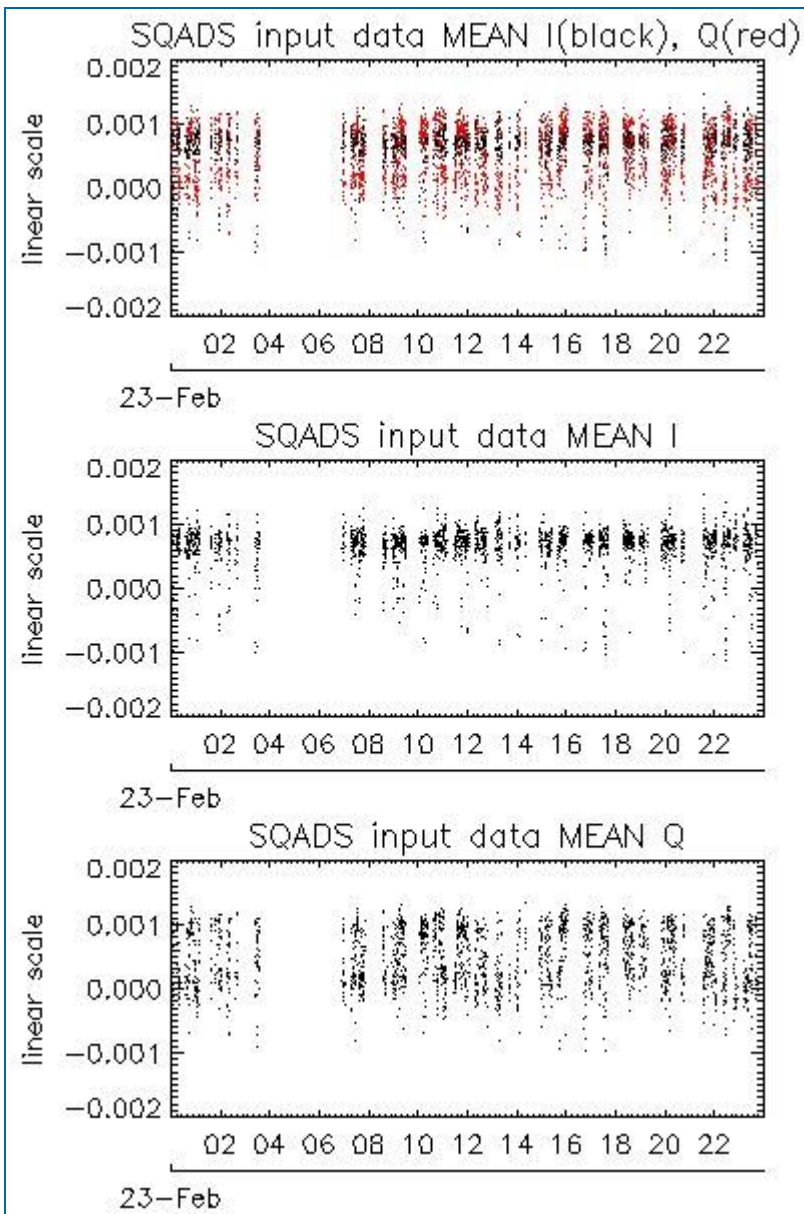 SQADS input data MEAN I(black), Q(red)
0.002
0.001
0.000
−0.001
−0.002
linear scale
02 04 06 08 10 12 14 16 18 20 22
23-Feb
SQADS input data MEAN I
0.002
0.001
0.000
−0.001
−0.002
linear scale
02 04 06 08 10 12 14 16 18 20 22
23-Feb
SQADS input data MEAN Q
0.002
0.001
0.000
−0.001
−0.002
linear scale
02 04 06 08 10 12 14 16 18 20 22
23-Feb